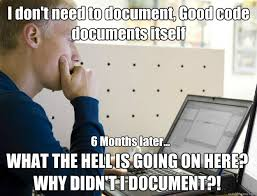 I don't need to document, Good code
documents itself
6 Months later...
WHAT THE HELL IS GOING ON HERE?
WHY DIDN'T I DOCUMENT?!